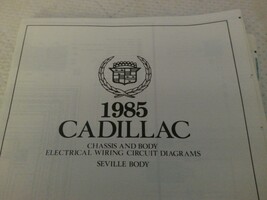 1985
CADILLAC
CHASSIS AND BODY
ELECTRICAL WIRING CIRCUIT DIAGRAMS
SEVILLE BODY